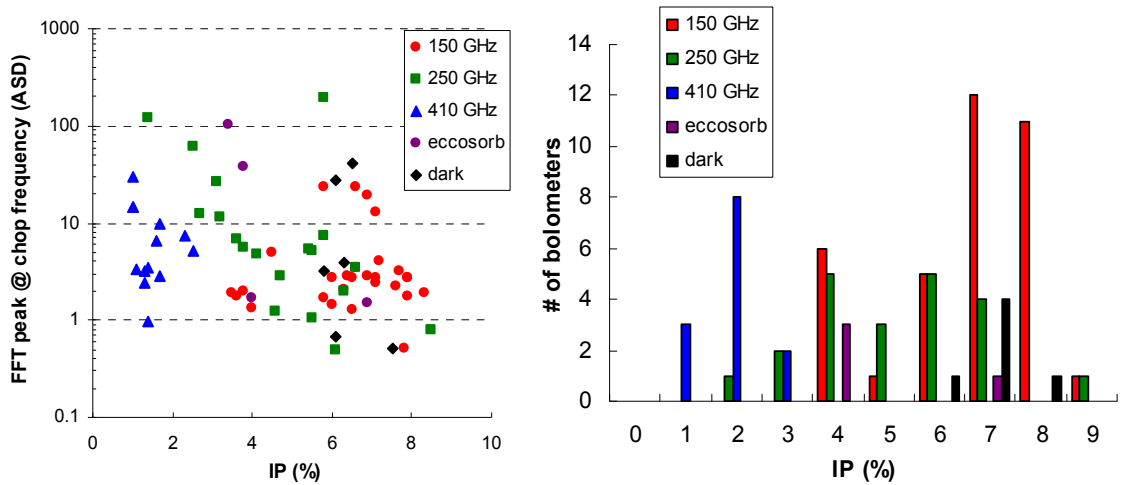 FFT peak @ chop frequency (ASD)
1000
100
10
1
0.1
0 2 4 6 8 10
IP (%)
150 GHz
250 GHz
410 GHz
eccosorb
dark
# of bolometers
14
12
10
8
6
4
2
0
0 1 2 3 4 5 6 7 8 9
IP (%)
150 GHz
250 GHz
410 GHz
eccosorb
dark